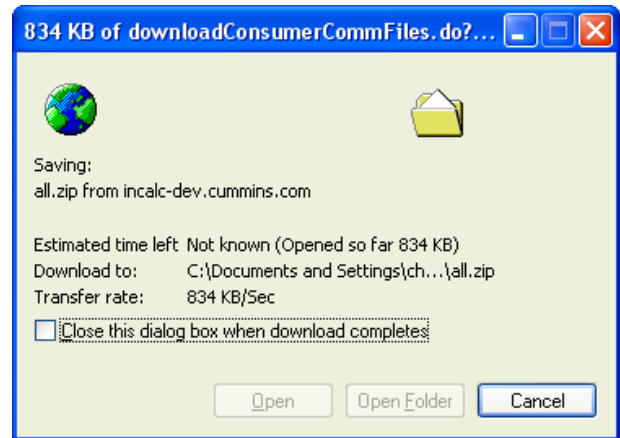 834 KB of downloadConsumerCommFiles.do?...
Saving:
all.zip from incalc-dev.cummins.com
Estimated time left Not known (Opened so far 834 KB)
Download to: C:\Documents and Settings\ch...\all.zip
Transfer rate: 834 KB/Sec
Close this dialog box when download completes
Open Open Folder Cancel